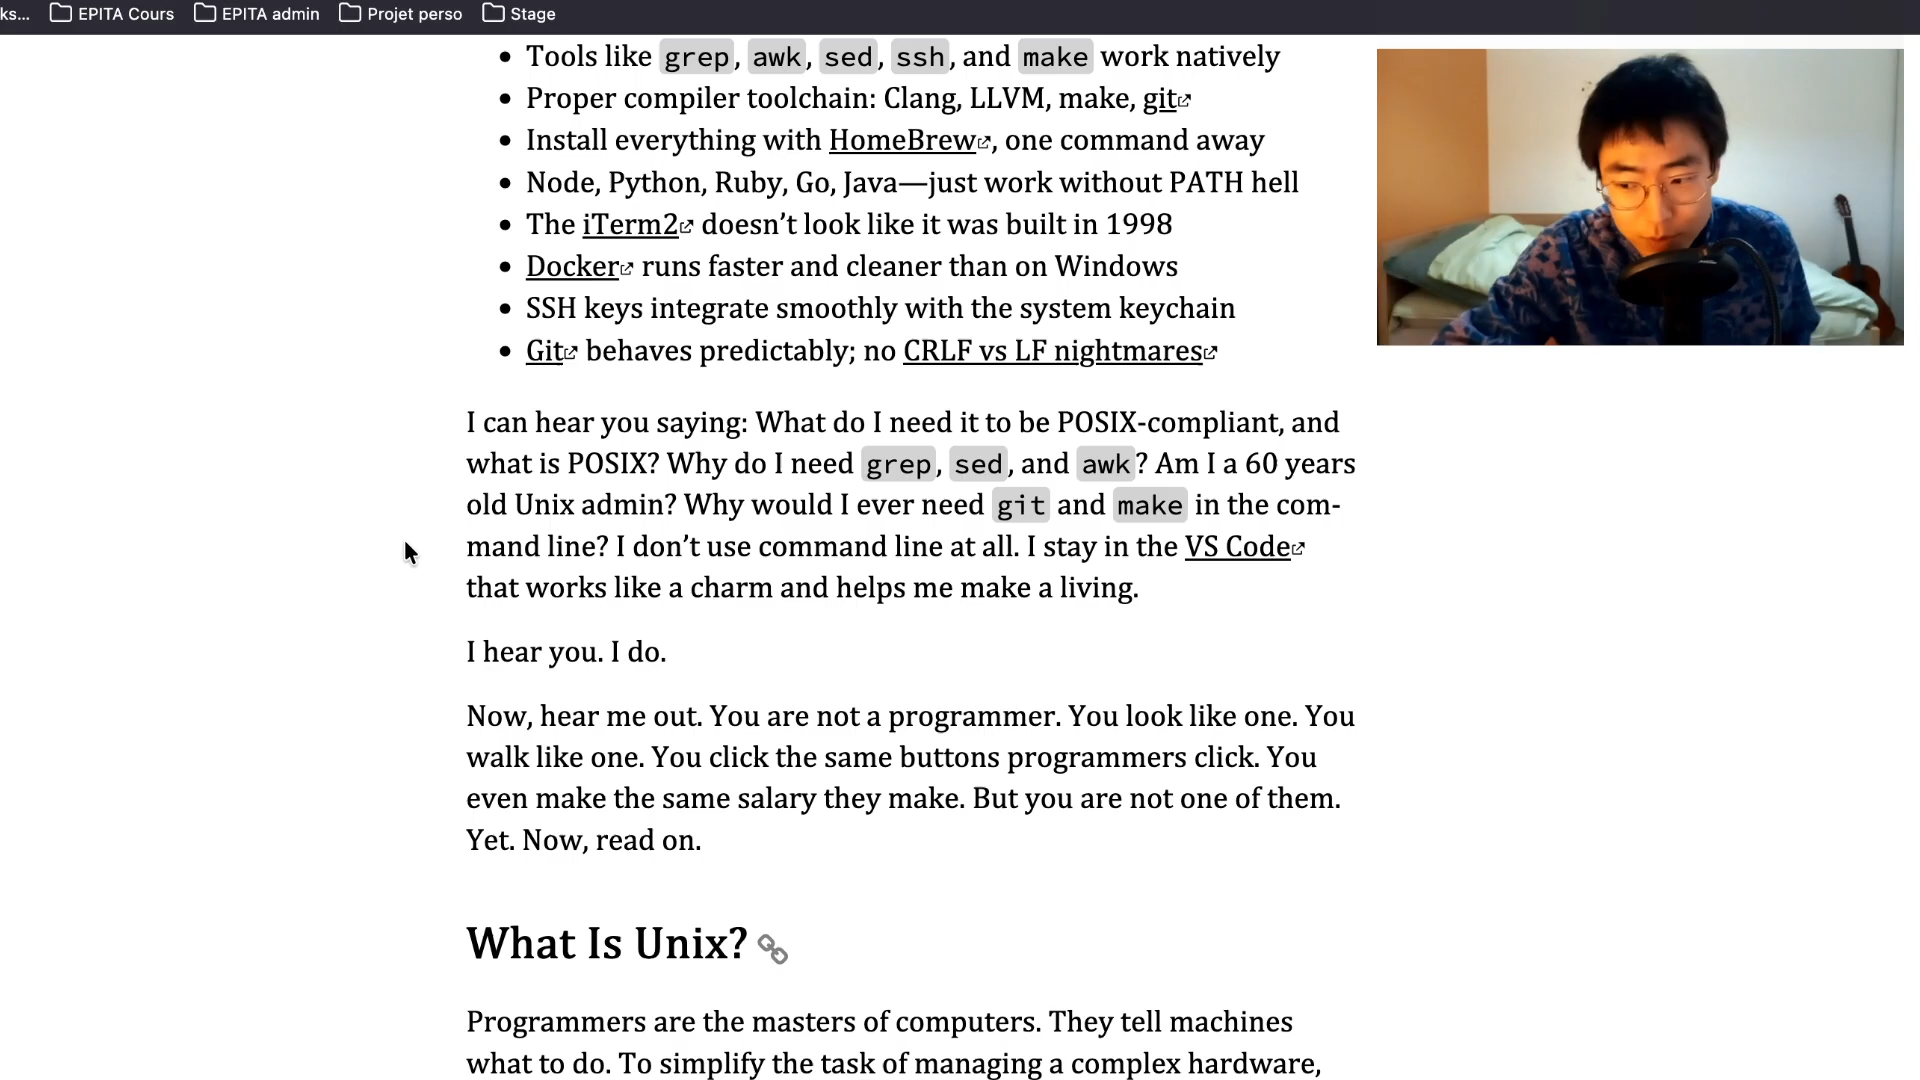 ks...
EPITA Cours
EPITA admin
Projet perso
Stage
Tools like grep, awk, sed, ssh, and make work natively
Proper compiler toolchain: Clang, LLVM, make, git
Install everything with HomeBrew, one command away
Node, Python, Ruby, Go, Java—just work without PATH hell
The iTerm2 doesn’t look like it was built in 1998
Docker runs faster and cleaner than on Windows
SSH keys integrate smoothly with the system keychain
Git behaves predictably; no CRLF vs LF nightmares
I can hear you saying: What do I need it to be POSIX-compliant, and
what is POSIX? Why do I need grep, sed, and awk? Am I a 60 years
old Unix admin? Why would I ever need git and make in the com-
mand line? I don’t use command line at all. I stay in the VS Code
that works like a charm and helps me make a living.
I hear you. I do.
Now, hear me out. You are not a programmer. You look like one. You
walk like one. You click the same buttons programmers click. You
even make the same salary they make. But you are not one of them.
Yet. Now, read on.
What Is Unix?
Programmers are the masters of computers. They tell machines
what to do. To simplify the task of managing a complex hardware,